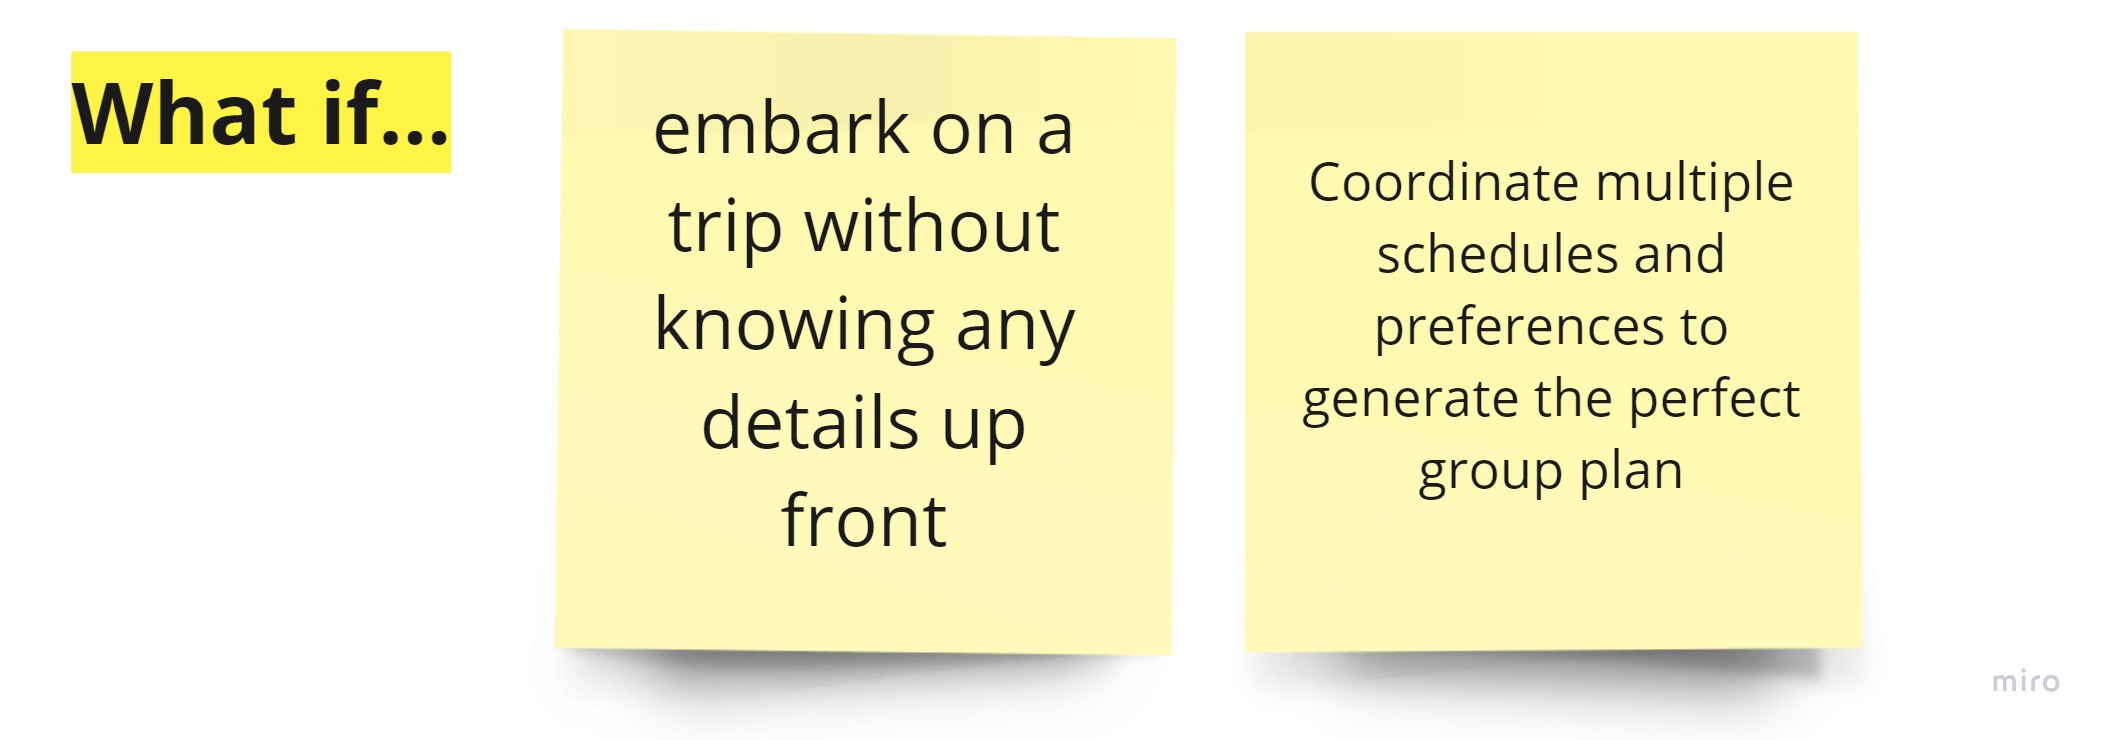 What if...
embark on a
trip without
knowing any
details up
front
Coordinate multiple
schedules and
preferences to
generate the perfect
group plan
miro